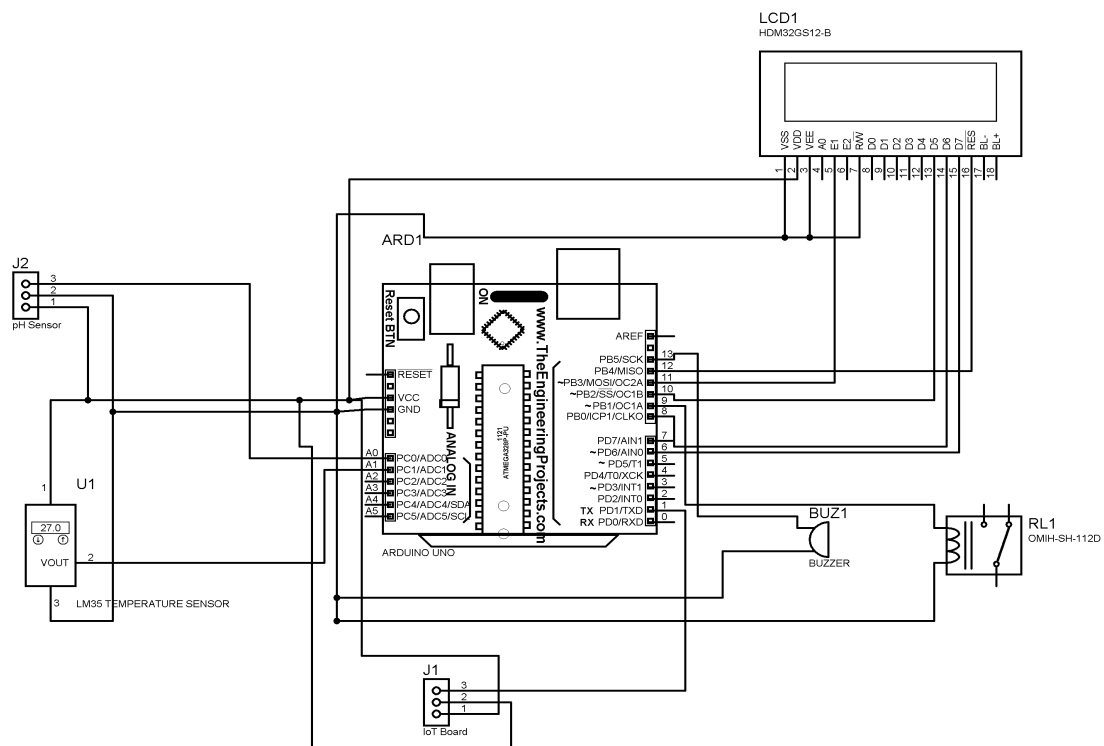 LCD1
HDM32GS12-B
VSS
VDD
VEE
A0
E1
E2
R/W
D0
D1
D2
D3
D4
D5
D6
D7
RES
BL-
BL+
1
2
3
4
5
6
7
8
9
10
11
12
13
14
15
16
17
18
ARD1
J2
3
2
1
pH Sensor
Reset BTN
ON
www.TheEngineeringProjects.com
AREF
PB5/SCK 13
PB4/MISO 12
~PB3/MOSI/OC2A 11
~PB2/SS/OC1B 10
~PB1/OC1A 9
PB0/ICP1/CLKO 8
RESET
VCC
GND
1121
ANALOG IN
A0 PC0/ADC0
A1 PC1/ADC1
A2 PC2/ADC2
A3 PC3/ADC3
A4 PC4/ADC4/SDA
A5 PC5/ADC5/SCL
PD7/AIN1 7
~PD6/AIN0 6
~PD5/T1 5
PD4/T0/XCK 4
~PD3/INT1 3
PD2/INT0 2
TX PD1/TXD 1
RX PD0/RXD 0
ARDUINO UNO
U1
1
27.0
VOUT
2
3
LM35 TEMPERATURE SENSOR
BUZ1
BUZZER
RL1
OMIH-SH-112D
J1
3
2
1
IoT Board